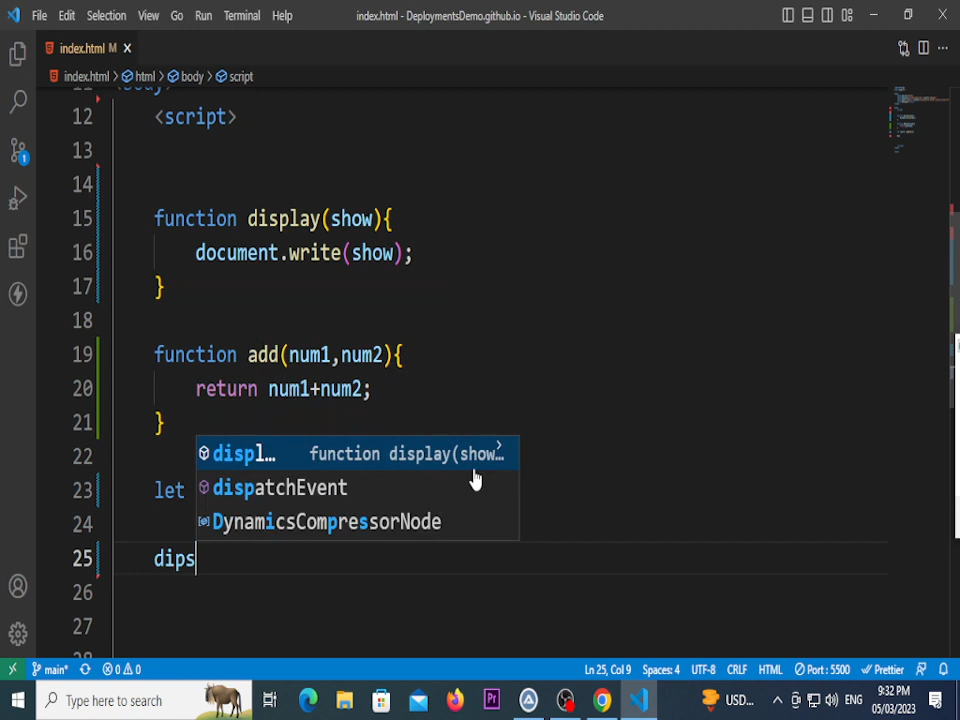 File Edit Selection View Go Run Terminal Help index.html - DeploymentsDemo.github.io - Visual Studio Code
index.html M
index.html > html > body > script
12 <script>
13
14
15 function display(show){
16 document.write(show);
17 }
18
19 function add(num1,num2){
20 return num1+num2;
21 }
22 displ... function display(show...
dispatchEvent
23 let
24 DynamicsCompressorNode
25 dips
26
27
main* 0 0 Ln 25, Col 9 Spaces: 4 UTF-8 CRLF HTML Port : 5500 Prettier
Type here to search USD... ENG 9:32 PM
05/03/2023